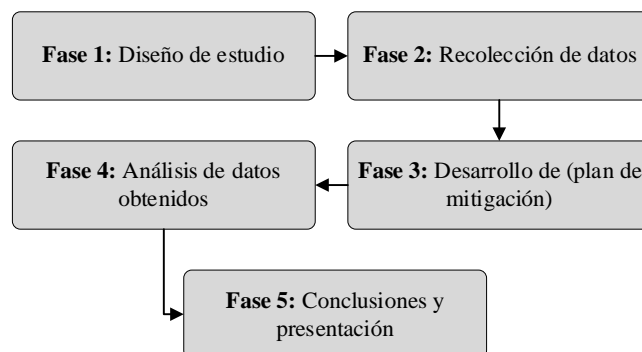 Fase 1: Diseño de estudio
Fase 2: Recolección de datos
Fase 3: Desarrollo de (plan de
mitigación)
Fase 4: Análisis de datos
obtenidos
Fase 5: Conclusiones y
presentación